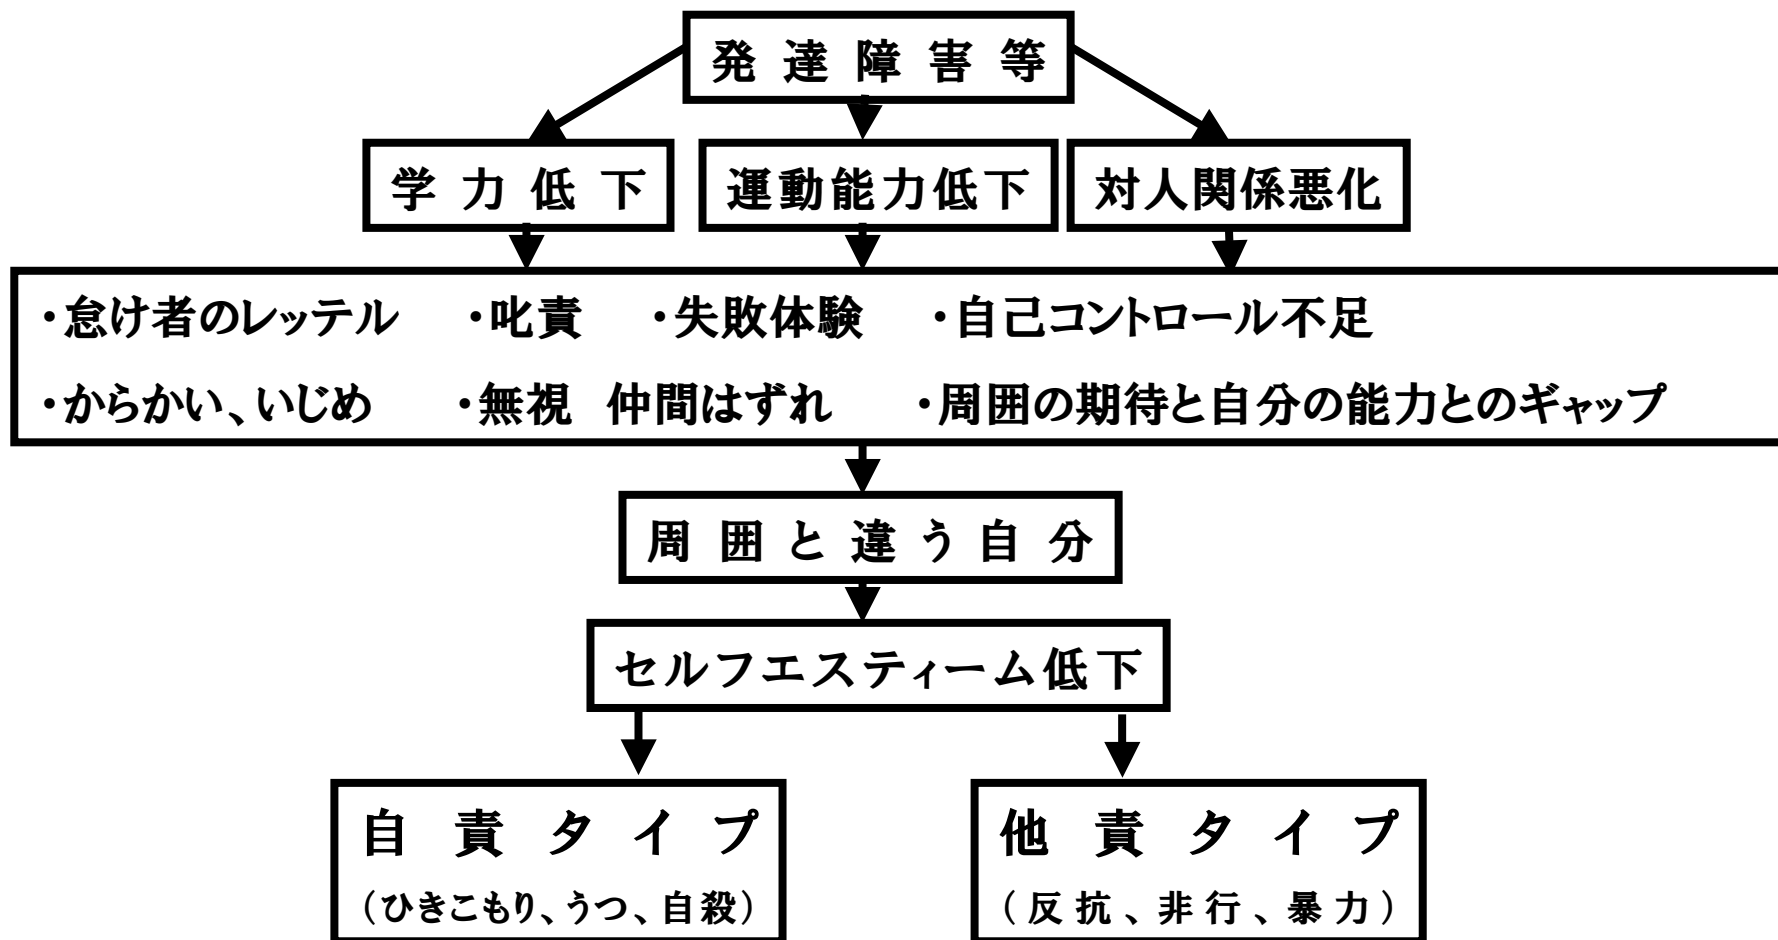 発達障害等
学力低下 運動能力低下 対人関係悪化
・怠け者のレッテル ・叱責 ・失敗体験 ・自己コントロール不足
・からかい、いじめ ・無視 仲間はずれ ・周囲の期待と自分の能力とのギャップ
周囲と違う自分
セルフエスティーム低下
自責タイプ 他責タイプ
（ひきこもり、うつ、自殺） （反抗、非行、暴力）